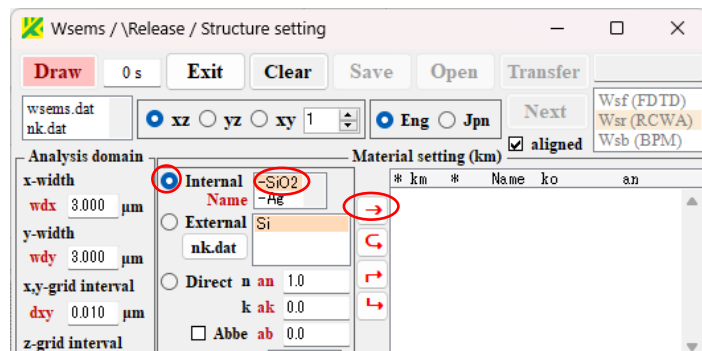 Wsems / \Release / Structure setting
Draw 0 s Exit Clear Save Open Transfer
wsems.dat
nk.dat
xz yz xy 1 Eng Jpn Next
aligned
Wsf (FDTD)
Wsr (RCWA)
Wsb (BPM)
Analysis domain
x-width
wdx 3.000 μm
y-width
wdy 3.000 μm
x,y-grid interval
dxy 0.010 μm
z-grid interval
Internal -SiO2
Name -Ag
External Si
nk.dat
Direct n an 1.0
k ak 0.0
Abbe ab 0.0
Material setting (km)
* km * Name ko an
→